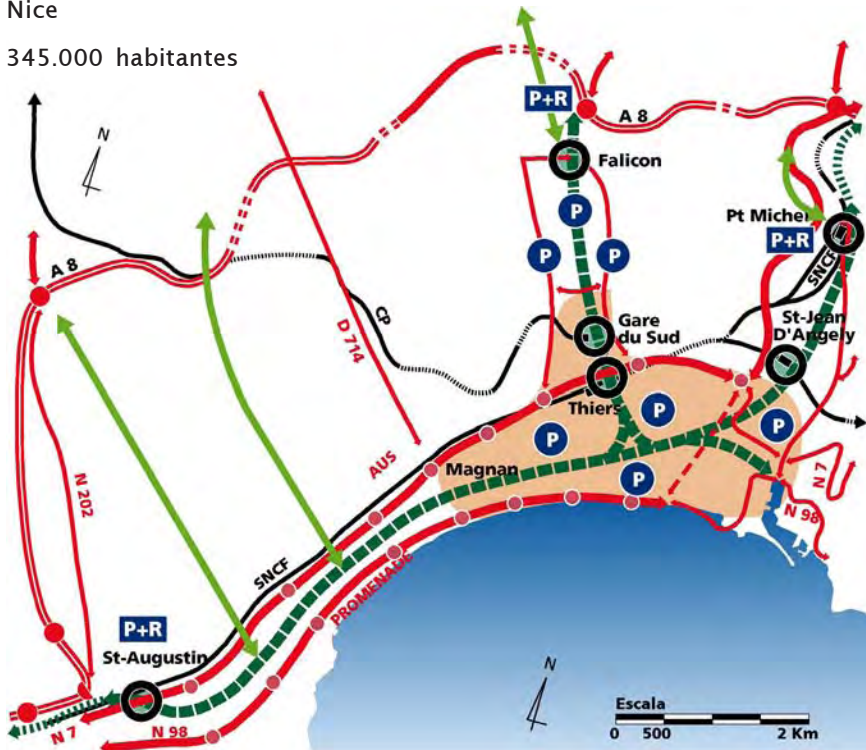 Nice
345.000 habitantes
N
P+R
A 8
Falicon
Pt Michel
P
P+R
A 8
P
P
SNCF
CP
D 714
Gare
du Sud
St-Jean
D'Angely
Thiers
P
P
P
AUS
Magnan
P
N 202
N 7
N 98
SNCF
PROMENADE
P+R
St-Augustin
N
Escala
N 7
N 98
0 500 2 Km